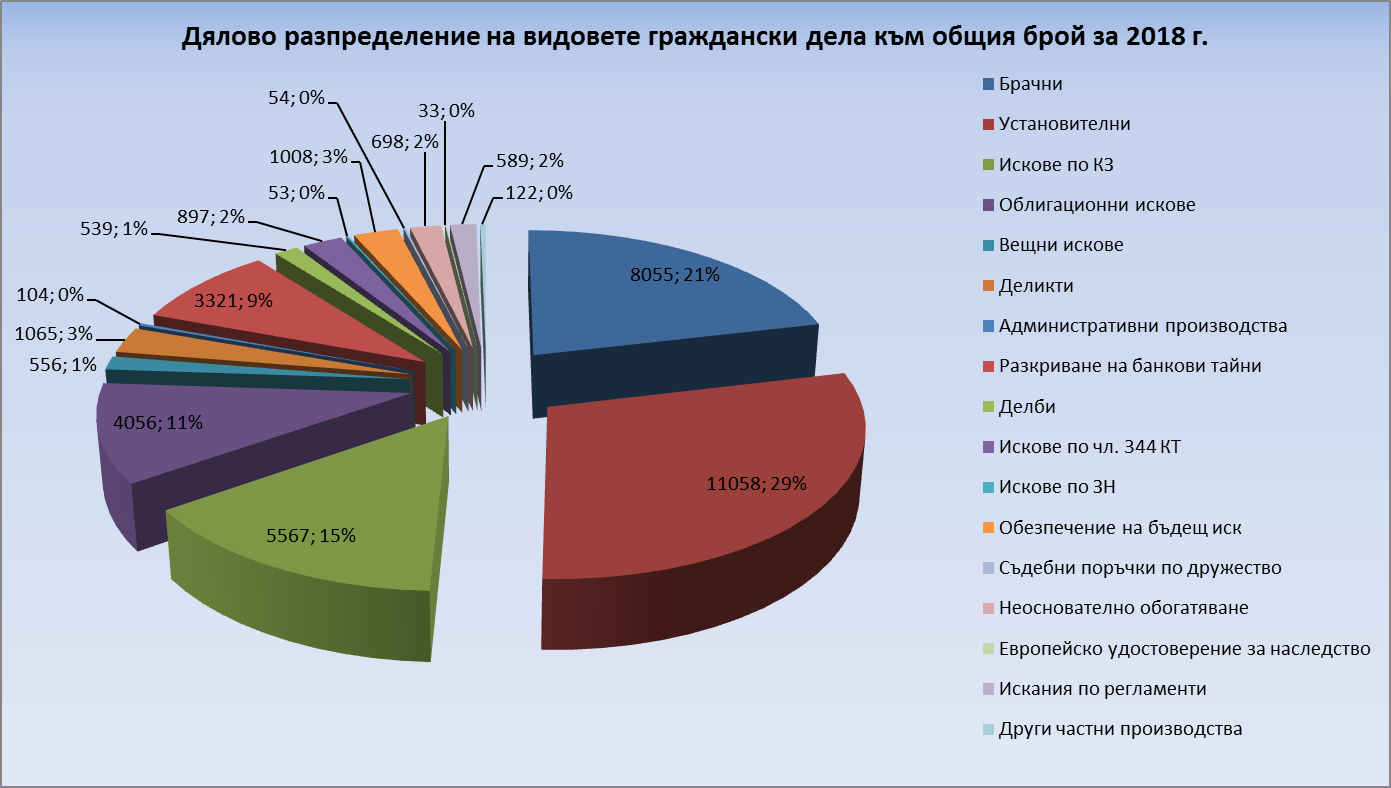 Дялово разпределение на видовете граждански дела към общия брой за 2018 г.
54; 0%
33; 0%
698; 2%
1008; 3%
589; 2%
53; 0%
122; 0%
897; 2%
539; 1%
8055; 21%
104; 0%
3321; 9%
1065; 3%
556; 1%
4056; 11%
11058; 29%
5567; 15%
Брачни
Установителни
Искове по КЗ
Облигационни искове
Вещни искове
Деликти
Административни производства
Разкриване на банкови тайни
Делби
Искове по чл. 344 КТ
Искове по ЗН
Обезпечение на бъдещ иск
Съдебни поръчки по дружество
Неоснователно обогатяване
Европейско удостоверение за наследство
Искания по регламенти
Други частни производства